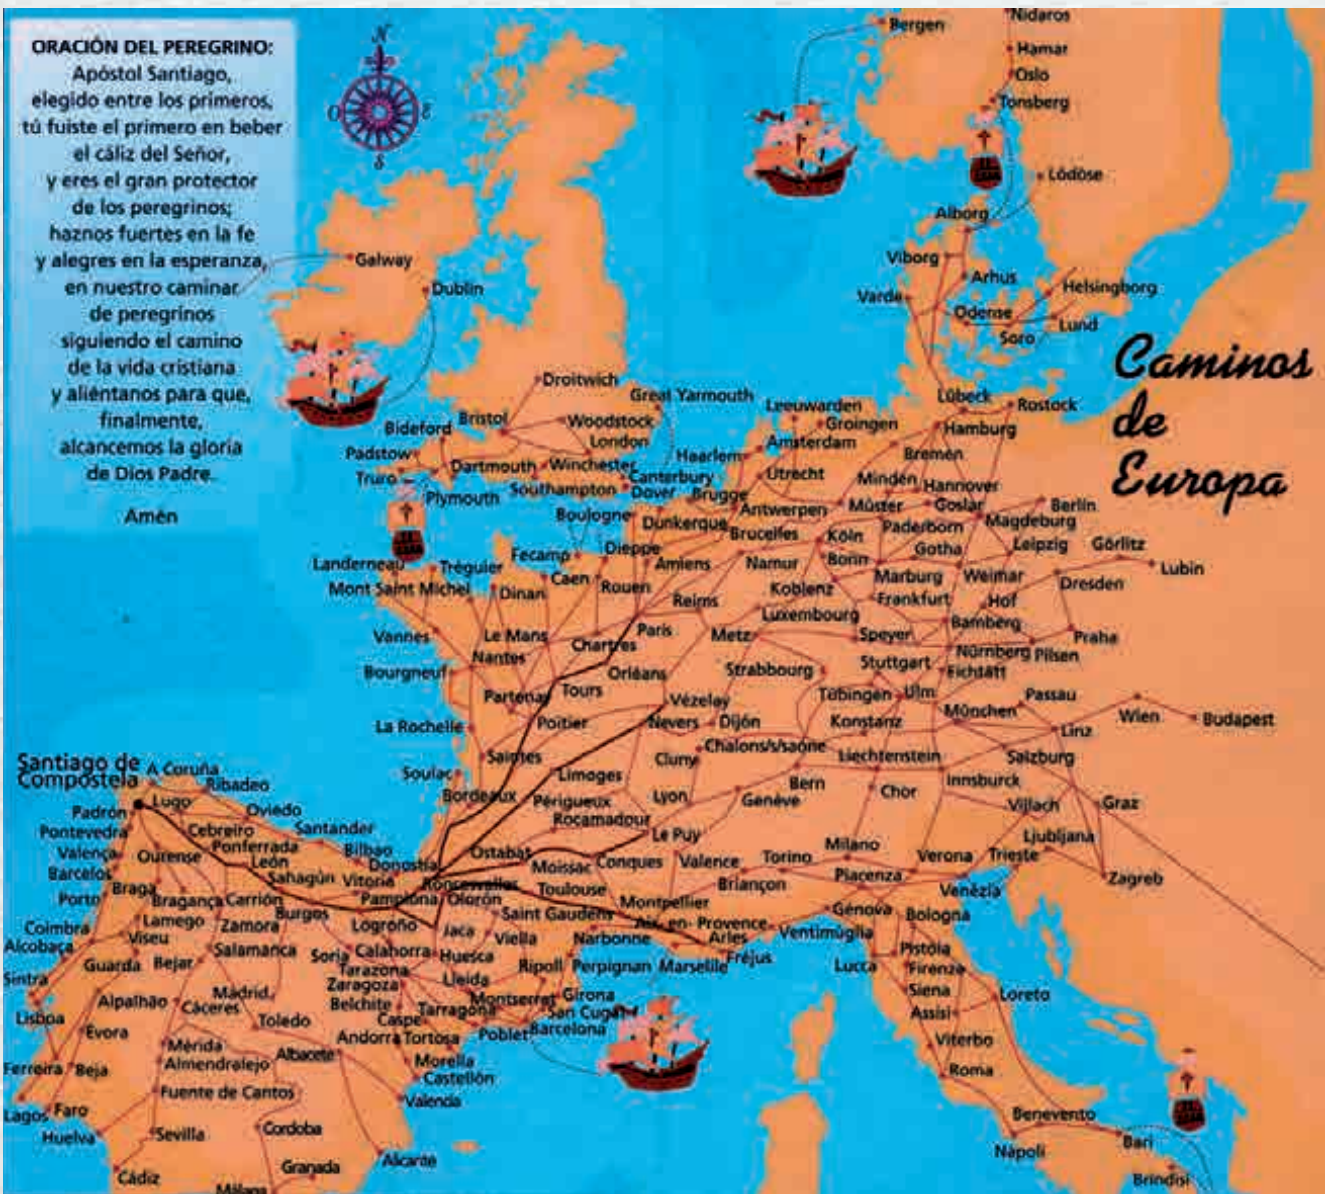 ORACIÓN DEL PEREGRINO:
Apóstol Santiago,
elegido entre los primeros,
tú fuiste el primero en beber
el cáliz del Señor,
y eres el gran protector
de los peregrinos;
haznos fuertes en la fe
y alegres en la esperanza,
en nuestro caminar
de peregrinos
siguiendo el camino
de la vida cristiana
y aliéntanos para que,
finalmente,
alcancemos la gloria
de Dios Padre.
Amén
N
O
E
S
Caminos
de
Europa
Bergen
Nidaros
Hamar
Oslo
Tonsberg
Lödöse
Alborg
Viborg
Arhus
Varde
Helsingborg
Odense
Lund
Soro
Galway
Dublin
Droitwich
Great Yarmouth
Bristol
Woodstock
Bideford
London
Padstow
Dartmouth
Winchester
Truro
Canterbury
Plymouth
Southampton
Dover
Leeuwarden
Groingen
Haarlem
Amsterdam
Utrecht
Lübeck
Rostock
Hamburg
Bremen
Minden
Hannover
Brugge
Antwerpen
Münster
Goslar
Berlin
Boulogne
Dunkerque
Paderborn
Magdeburg
Brucelles
Köln
Leipzig
Görlitz
Fecamp
Dieppe
Amiens
Namur
Bonn
Gotha
Lubin
Landerneau
Tréguier
Caen
Rouen
Koblenz
Marburg
Weimar
Dresden
Mont Saint Michel
Dinan
Reims
Luxembourg
Frankfurt
Hof
Bamberg
Vannes
Le Mans
Chartres
Paris
Metz
Speyer
Praha
Nantes
Nürnberg
Pilsen
Bourgneuf
Orléans
Strabbourg
Stuttgart
Eichtätt
Partenay
Tours
Vézelay
Tübingen
Ulm
Passau
La Rochelle
Poitier
Nevers
Dijón
Konstanz
München
Linz
Wien
Budapest
Saintes
Cluny
Chalons/s/saóne
Liechtenstein
Salzburg
Soulac
Limoges
Bern
Innsburck
Bordeaux
Périgueux
Lyon
Genève
Chor
Villach
Graz
Rocamadour
Le Puy
Ljubljana
Santiago de
Compostela
A Coruña
Ribadeo
Padrón
Lugo
Oviedo
Pontevedra
Cebreiro
Santander
Valença
Ourense
Ponferrada
León
Bilbao
Donostia
Ostabat
Moissac
Conques
Valence
Torino
Milano
Verona
Trieste
Barcelos
Sahagún
Vitoria
Roncesvalles
Toulouse
Briançon
Piacenza
Venézia
Zagreb
Porto
Braga
Bragança
Carrión
Pamplona
Olorón
Montpellier
Coimbra
Lamego
Zamora
Burgos
Logroño
Jaca
Saint Gaudens
Aix-en- Provence
Génova
Bologna
Alcobaça
Viseu
Salamanca
Soria
Calahorra
Huesca
Viella
Narbonne
Arles
Ventimüglia
Pistóia
Guarda
Bejar
Tarazona
Lleida
Ripoll
Perpignan
Marseille
Fréjus
Lucca
Firenze
Sintra
Zaragoza
Siena
Loreto
Alpalhão
Cáceres
Madrid
Belchite
Tarragona
Montserrat
Girona
San Cugat
Lisboa
Caspe
Assisi
Évora
Toledo
Poblet
Barcelona
Mérida
Albacete
Andorra
Tortosa
Viterbo
Ferreira
Beja
Almendralejo
Morella
Roma
Castellón
Fuente de Cantos
Valencia
Lagos
Faro
Benevento
Huelva
Sevilla
Cordoba
Nápoli
Bari
Cádiz
Granada
Alicante
Brindisi
Málaga